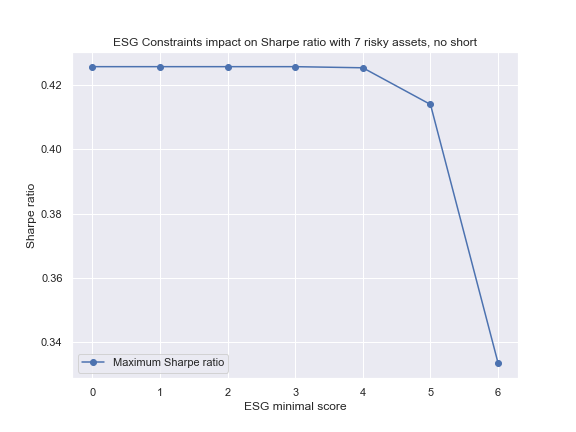 ESG Constraints impact on Sharpe ratio with 7 risky assets, no short
Sharpe ratio
0.42
0.40
0.38
0.36
0.34
Maximum Sharpe ratio
0 1 2 3 4 5 6
ESG minimal score